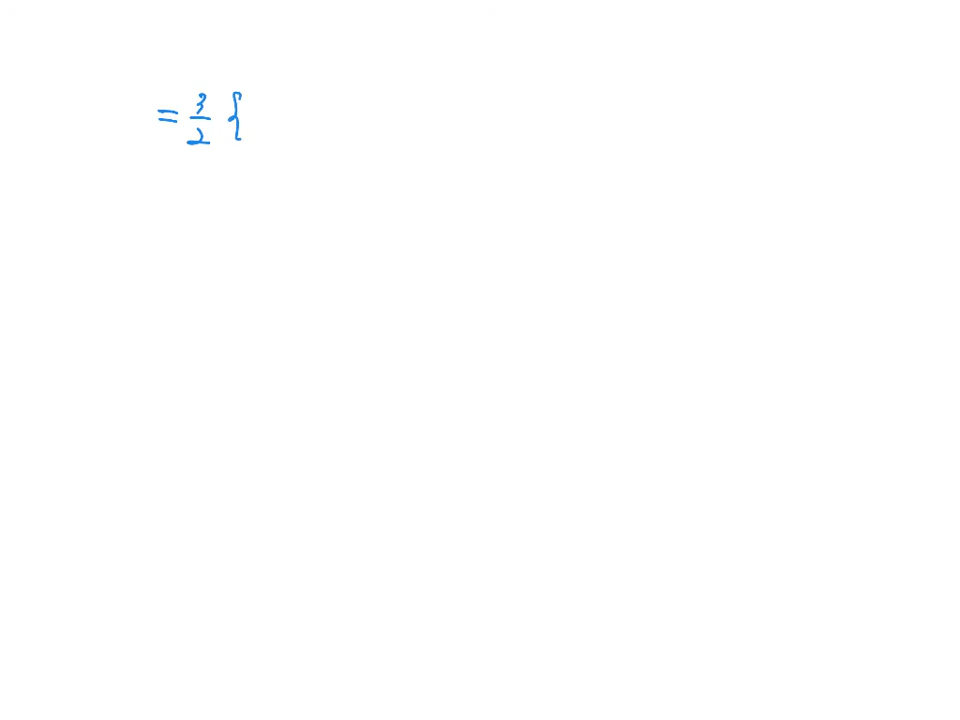 = 3/2 {